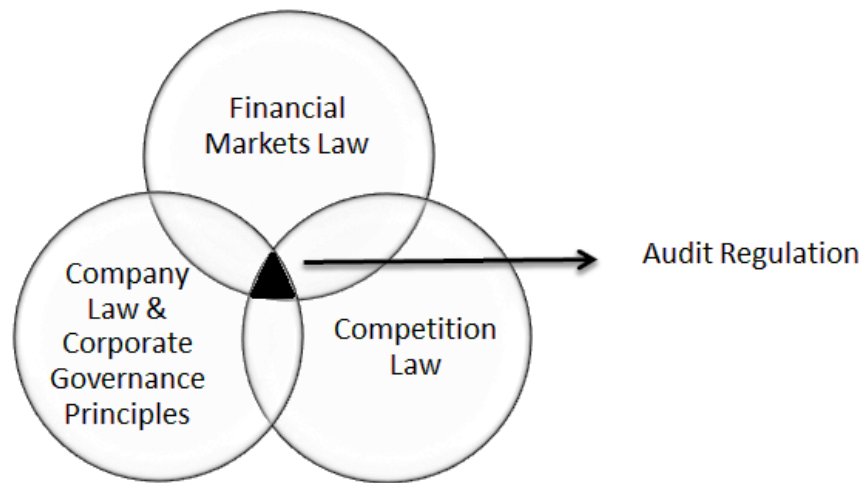 Financial
Markets Law
Company
Law &
Corporate
Governance
Principles
Competition
Law
Audit Regulation